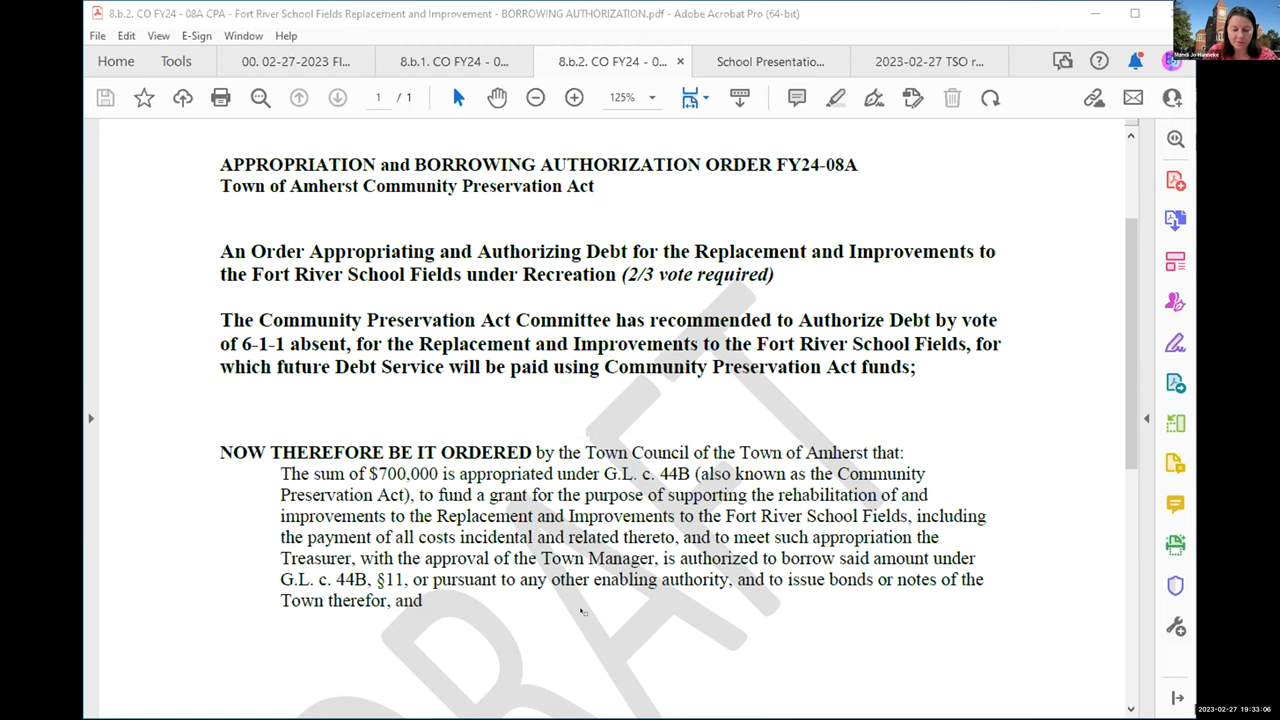 8.b.2. CO FY24 - 08A CPA - Fort River School Fields Replacement and Improvement - BORROWING AUTHORIZATION.pdf - Adobe Acrobat Pro (64-bit)
File Edit View E-Sign Window Help
Home Tools 00. 02-27-2023 FI... 8.b.1. CO FY24 - 0... 8.b.2. CO FY24 - 0... × School Presentatio... 2023-02-27 TSO r...
1 / 1 125%
Mandi Jo Hanneke
APPROPRIATION and BORROWING AUTHORIZATION ORDER FY24-08A
Town of Amherst Community Preservation Act
An Order Appropriating and Authorizing Debt for the Replacement and Improvements to
the Fort River School Fields under Recreation (2/3 vote required)
The Community Preservation Act Committee has recommended to Authorize Debt by vote
of 6-1-1 absent, for the Replacement and Improvements to the Fort River School Fields, for
which future Debt Service will be paid using Community Preservation Act funds;
NOW THEREFORE BE IT ORDERED by the Town Council of the Town of Amherst that:
The sum of $700,000 is appropriated under G.L. c. 44B (also known as the Community
Preservation Act), to fund a grant for the purpose of supporting the rehabilitation of and
improvements to the Replacement and Improvements to the Fort River School Fields, including
the payment of all costs incidental and related thereto, and to meet such appropriation the
Treasurer, with the approval of the Town Manager, is authorized to borrow said amount under
G.L. c. 44B, §11, or pursuant to any other enabling authority, and to issue bonds or notes of the
Town therefor, and
DRAFT
2023-02-27 19:33:06